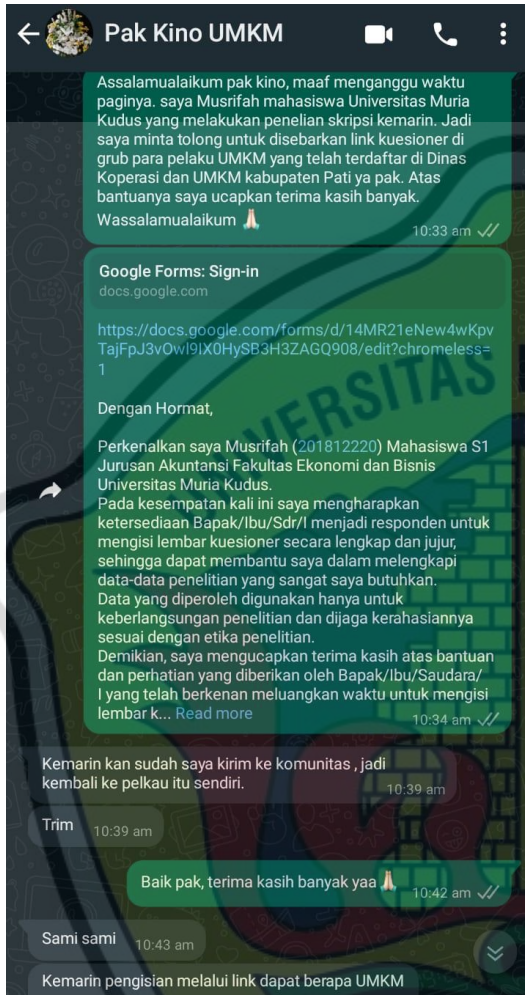 Pak Kino UMKM
Assalamualaikum pak kino, maaf menganggu waktu
paginya. saya Musrifah mahasiswa Universitas Muria
Kudus yang melakukan penelian skripsi kemarin. Jadi
saya minta tolong untuk disebarkan link kuesioner di
grub para pelaku UMKM yang telah terdaftar di Dinas
Koperasi dan UMKM kabupaten Pati ya pak. Atas
bantuanya saya ucapkan terima kasih banyak.
Wassalamualaikum 🙏🏻
10:33 am
Google Forms: Sign-in
docs.google.com
https://docs.google.com/forms/d/14MR21eNew4wKpv
TajFpJ3vOwI9IX0HySB3H3ZAGQ908/edit?chromeless=
1
Dengan Hormat,
Perkenalkan saya Musrifah (201812220) Mahasiswa S1
Jurusan Akuntansi Fakultas Ekonomi dan Bisnis
Universitas Muria Kudus.
Pada kesempatan kali ini saya mengharapkan
ketersediaan Bapak/Ibu/Sdr/I menjadi responden untuk
mengisi lembar kuesioner secara lengkap dan jujur,
sehingga dapat membantu saya dalam melengkapi
data-data penelitian yang sangat saya butuhkan.
Data yang diperoleh digunakan hanya untuk
keberlangsungan penelitian dan dijaga kerahasiannya
sesuai dengan etika penelitian.
Demikian, saya mengucapkan terima kasih atas bantuan
dan perhatian yang diberikan oleh Bapak/Ibu/Saudara/
I yang telah berkenan meluangkan waktu untuk mengisi
lembar k... Read more
10:34 am
Kemarin kan sudah saya kirim ke komunitas , jadi
kembali ke pelkau itu sendiri.
10:39 am
Trim 10:39 am
Baik pak, terima kasih banyak yaa 🙏🏻 10:42 am
Sami sami 10:43 am
Kemarin pengisian melalui link dapat berapa UMKM
UNIVERSITAS